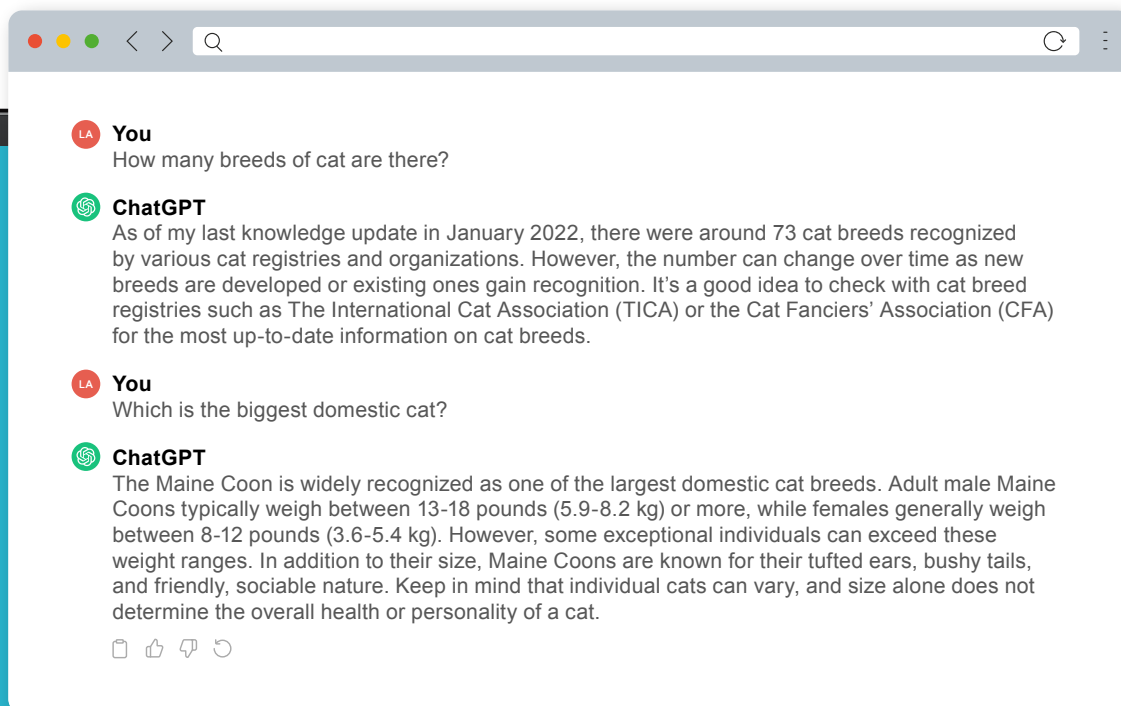 LA You
How many breeds of cat are there?
ChatGPT
As of my last knowledge update in January 2022, there were around 73 cat breeds recognized
by various cat registries and organizations. However, the number can change over time as new
breeds are developed or existing ones gain recognition. It’s a good idea to check with cat breed
registries such as The International Cat Association (TICA) or the Cat Fanciers’ Association (CFA)
for the most up-to-date information on cat breeds.
LA You
Which is the biggest domestic cat?
ChatGPT
The Maine Coon is widely recognized as one of the largest domestic cat breeds. Adult male Maine
Coons typically weigh between 13-18 pounds (5.9-8.2 kg) or more, while females generally weigh
between 8-12 pounds (3.6-5.4 kg). However, some exceptional individuals can exceed these
weight ranges. In addition to their size, Maine Coons are known for their tufted ears, bushy tails,
and friendly, sociable nature. Keep in mind that individual cats can vary, and size alone does not
determine the overall health or personality of a cat.